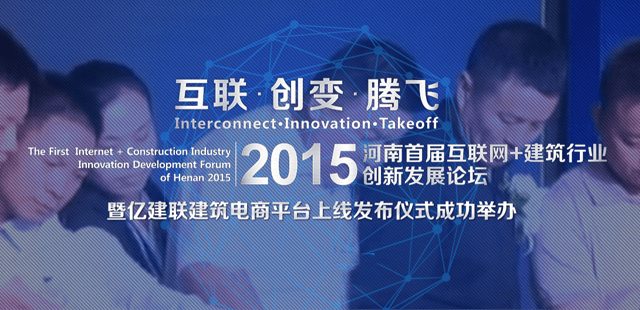 互联·创变·腾飞
Interconnect•Innovation•Takeoff
The First Internet + Construction Industry
Innovation Development Forum
of Henan 2015
2015
河南首届互联网+建筑行业
创新发展论坛
暨亿建联建筑电商平台上线发布仪式成功举办